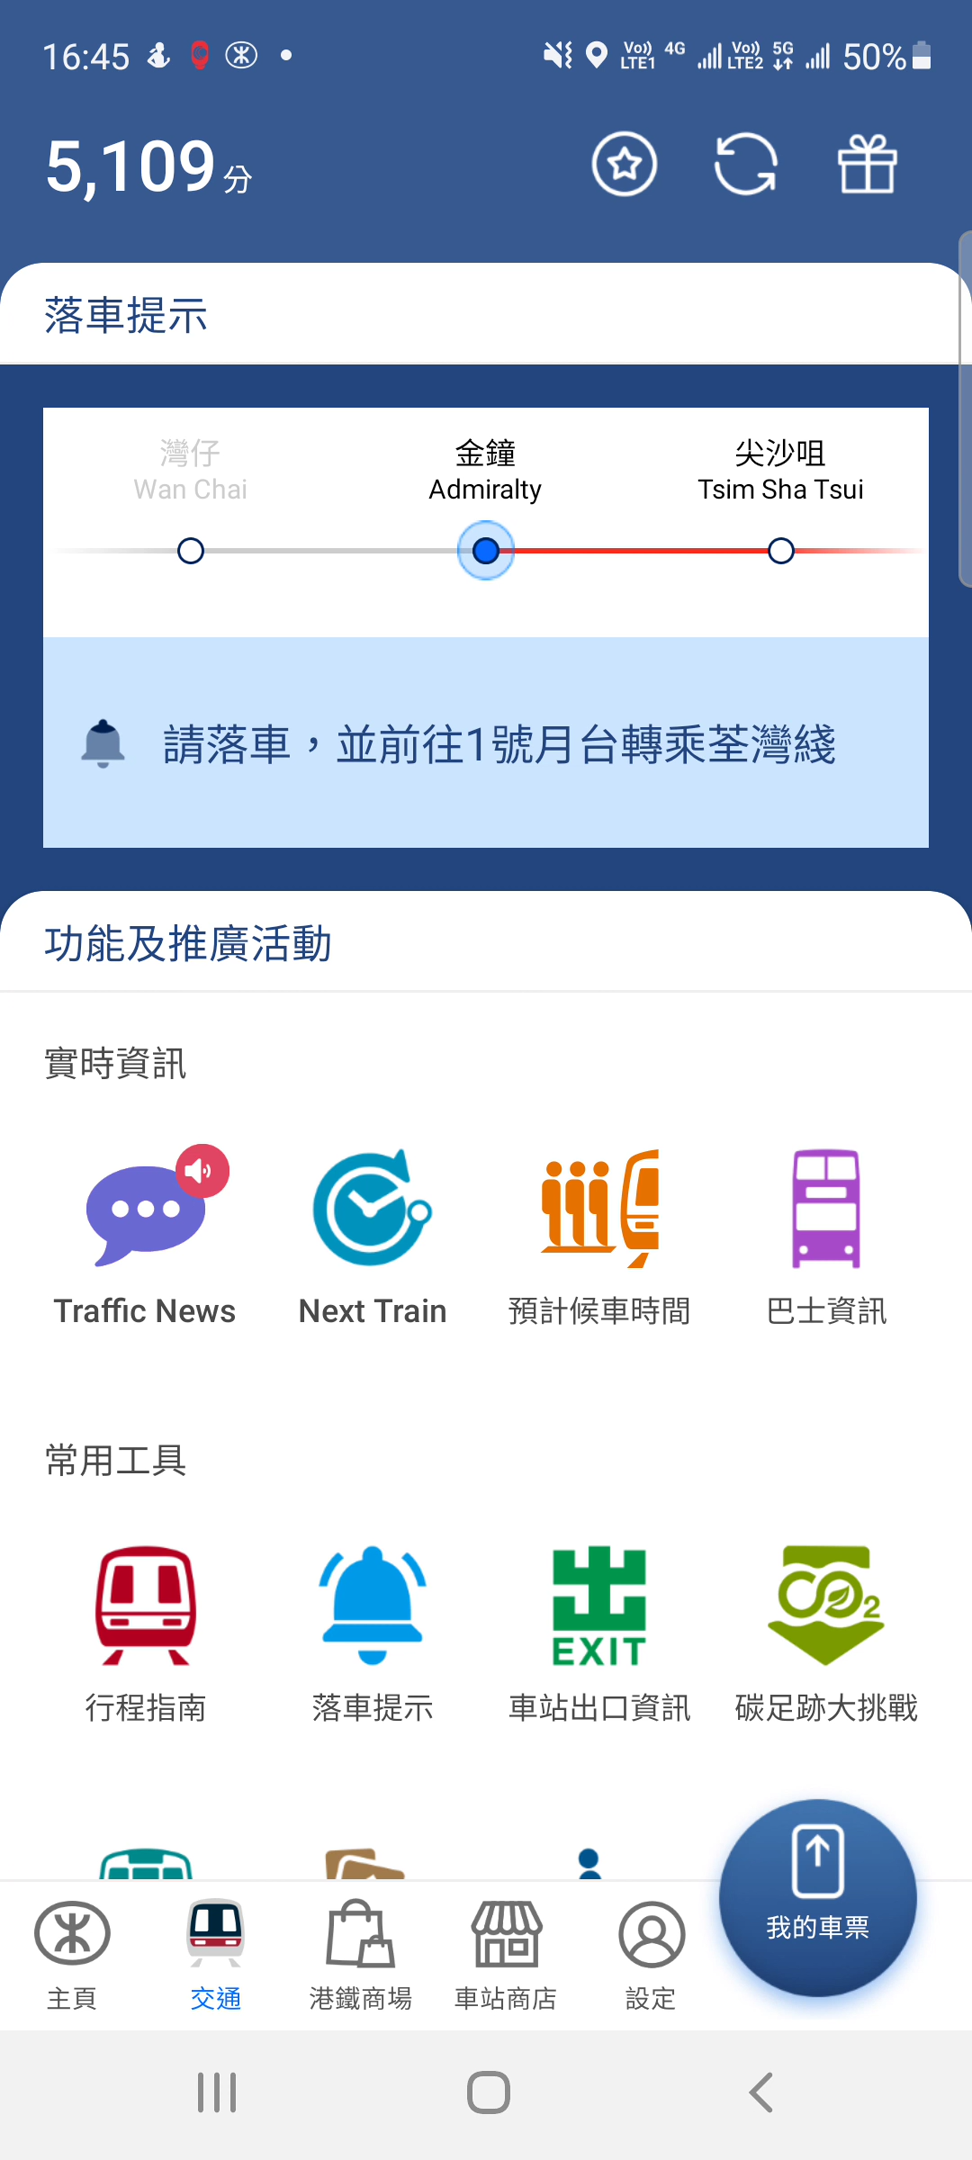 16:45
Vo)) LTE1 4G Vo)) LTE2 5G 50%
5,109分
落車提示
灣仔
Wan Chai
金鐘
Admiralty
尖沙咀
Tsim Sha Tsui
請落車，並前往1號月台轉乘荃灣綫
功能及推廣活動
實時資訊
Traffic News
Next Train
預計候車時間
巴士資訊
常用工具
EXIT
CO2
行程指南
落車提示
車站出口資訊
碳足跡大挑戰
我的車票
主頁
交通
港鐵商場
車站商店
設定